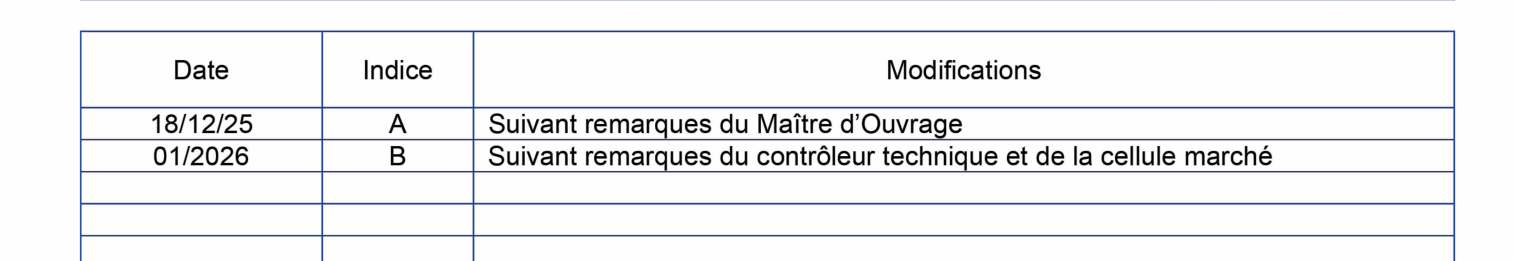 Date Indice Modifications
18/12/25 A Suivant remarques du Maître d’Ouvrage
01/2026 B Suivant remarques du contrôleur technique et de la cellule marché